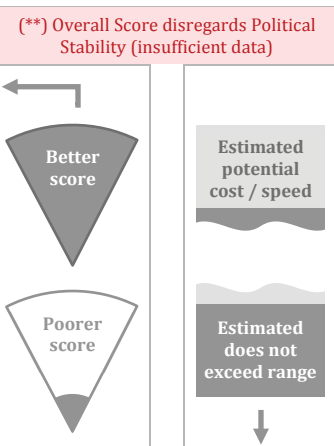 (**) Overall Score disregards Political
Stability (insufficient data)
Better
score
Poorer
score
Estimated
potential
cost / speed
Estimated
does not
exceed range